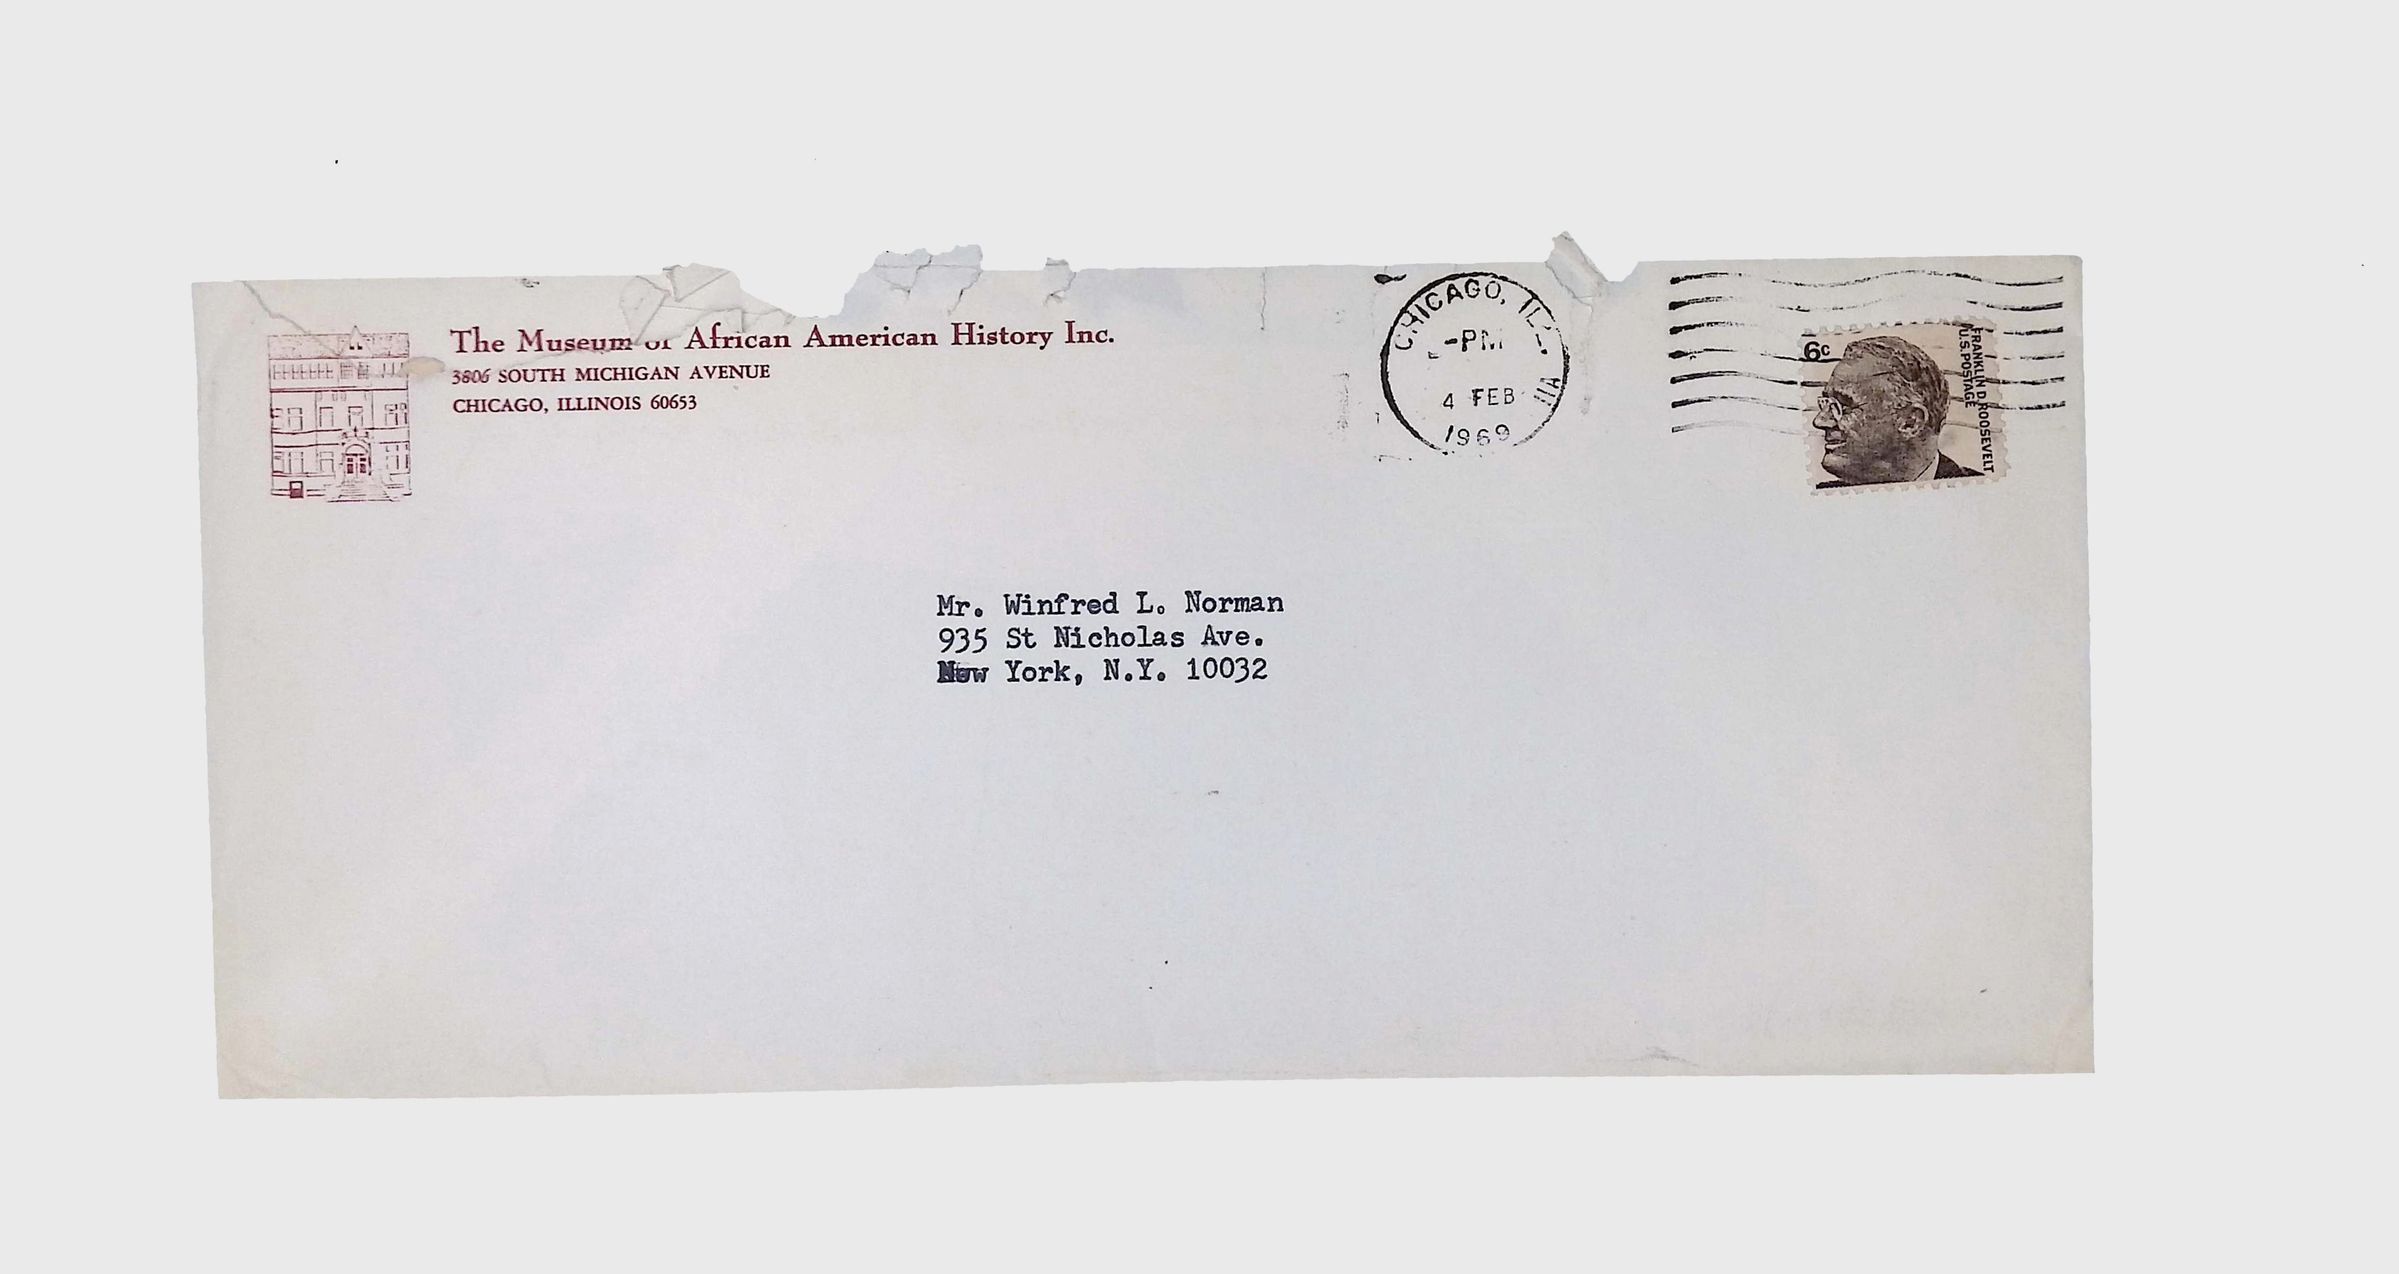 The Museum of African American History Inc.
3806 SOUTH MICHIGAN AVENUE
CHICAGO, ILLINOIS 60653
CHICAGO, ILL.
-PM
4 FEB
1969
6c
FRANKLIN D. ROOSEVELT
U.S. POSTAGE
Mr. Winfred L. Norman
935 St Nicholas Ave.
New York, N.Y. 10032